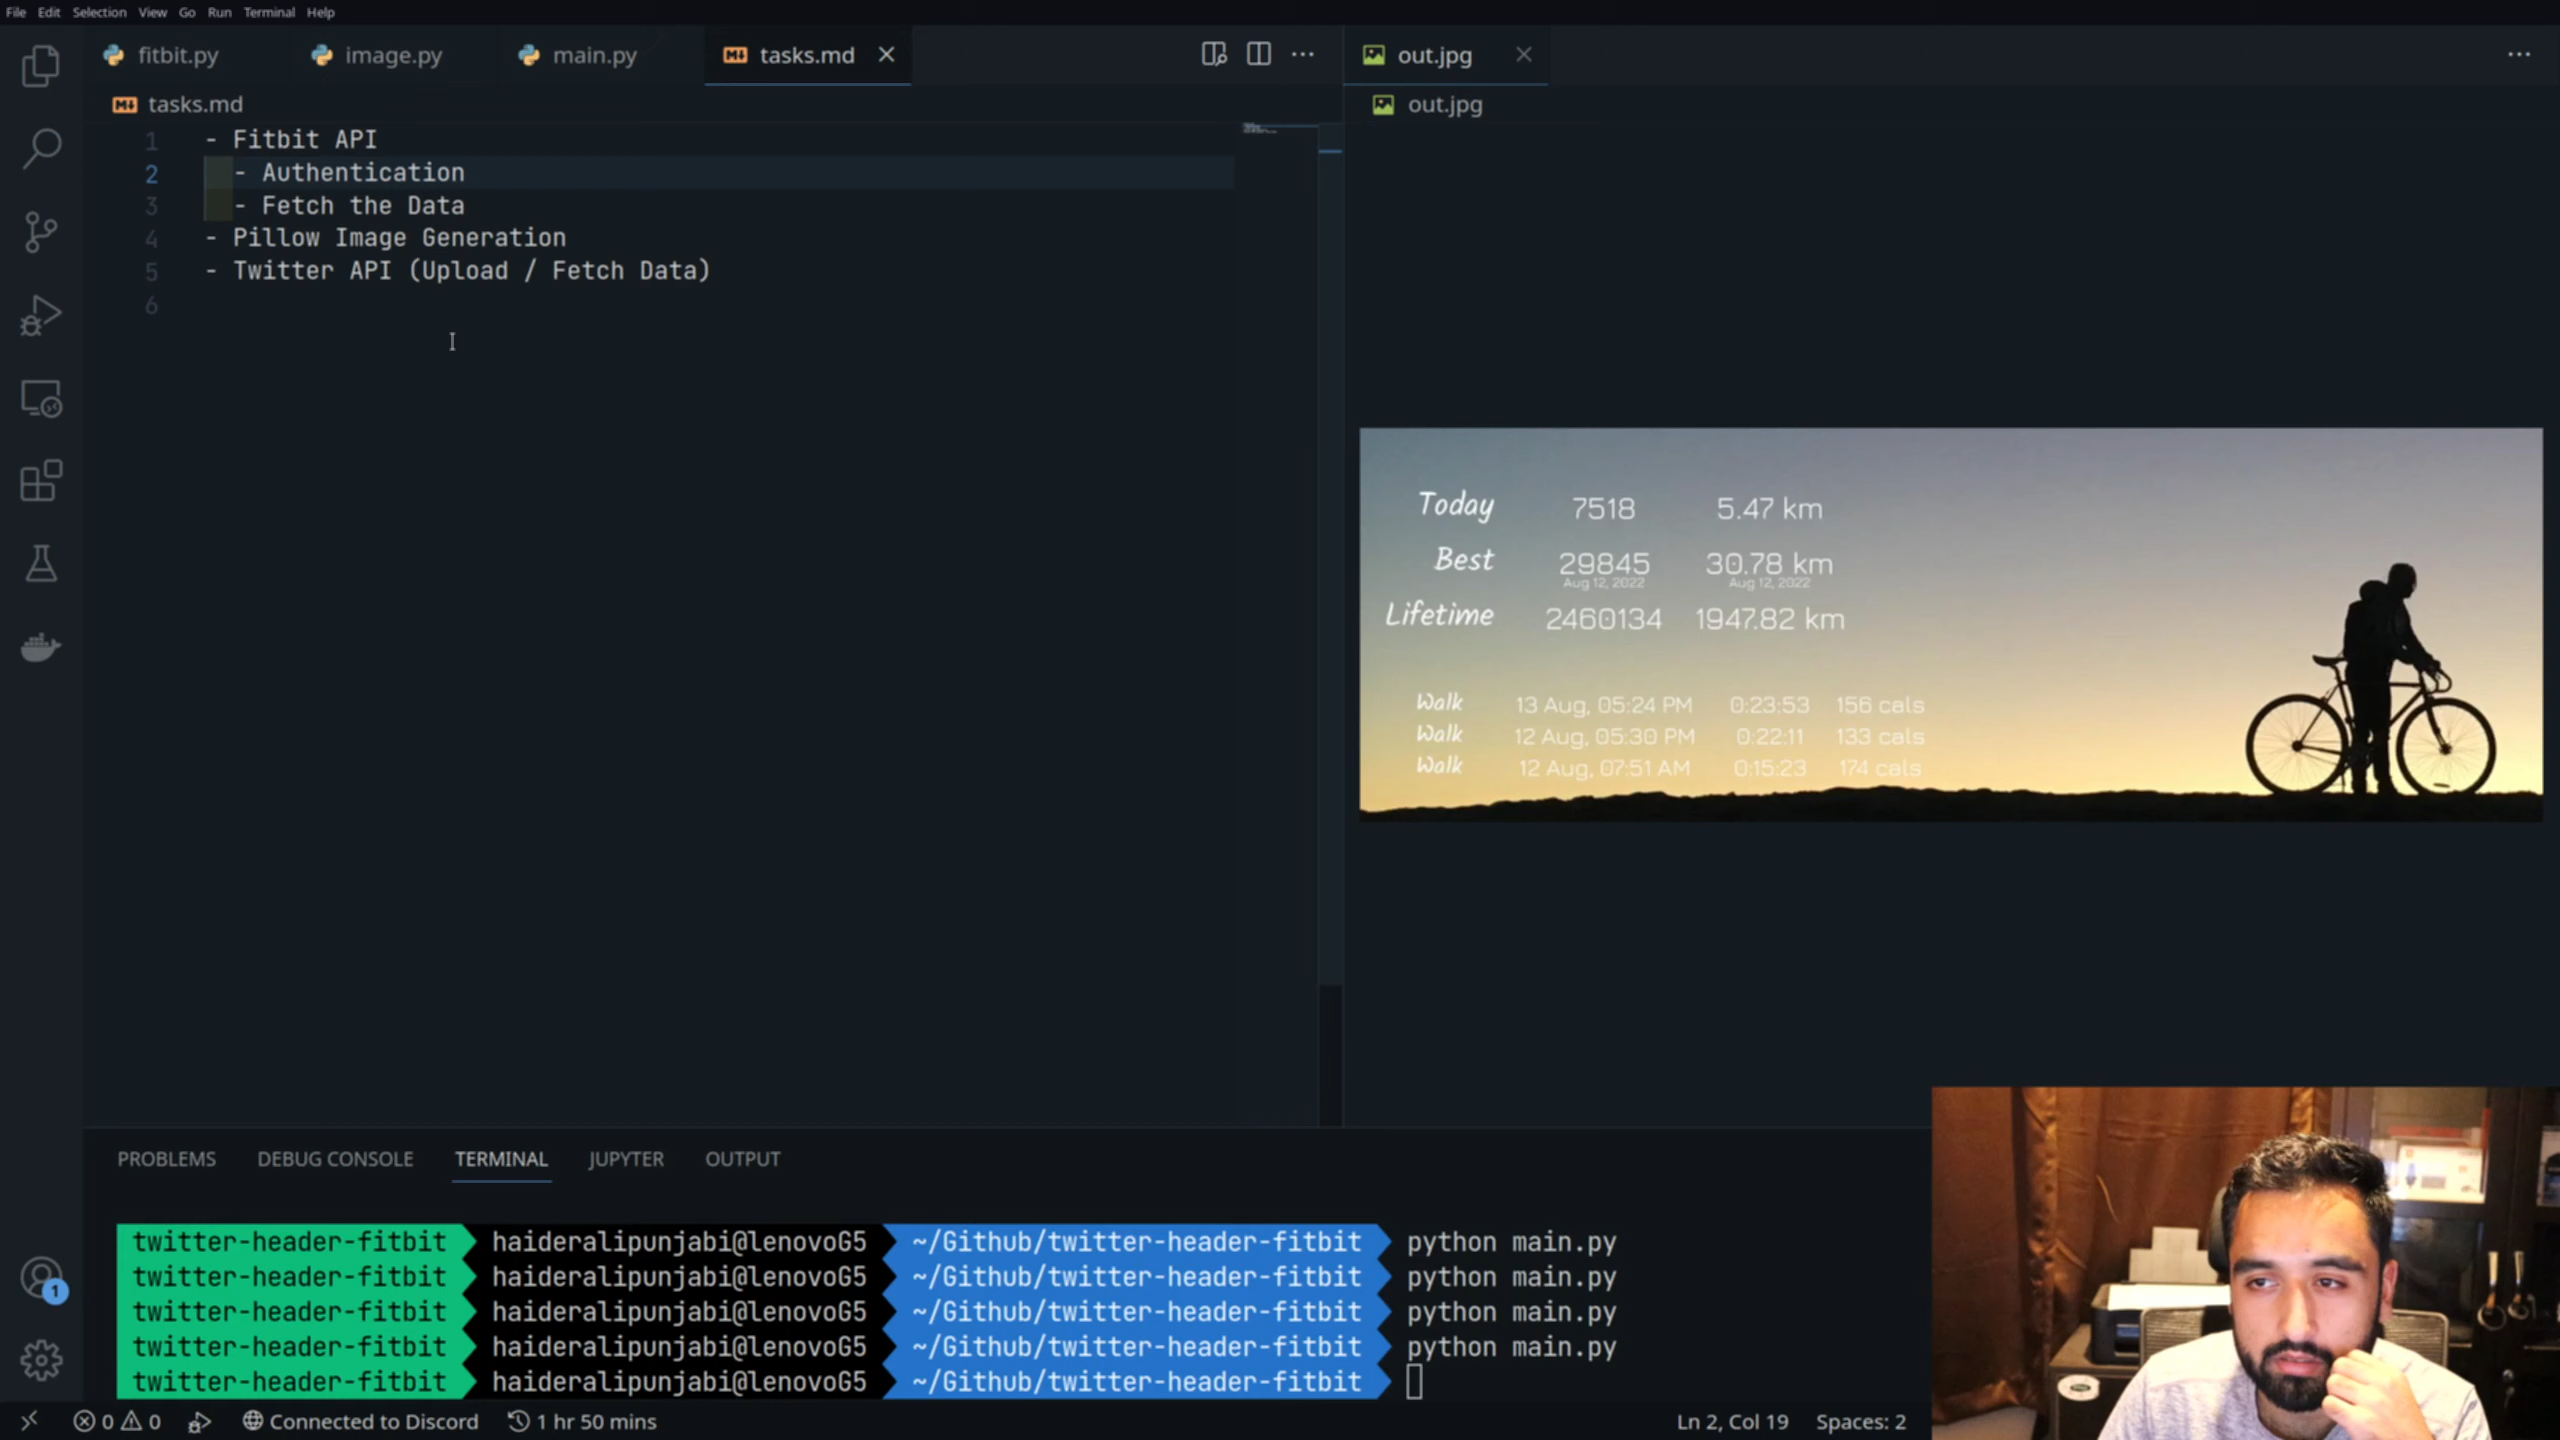 File Edit Selection View Go Run Terminal Help
fitbit.py image.py main.py tasks.md
tasks.md
1 - Fitbit API
2 - Authentication
3 - Fetch the Data
4 - Pillow Image Generation
5 - Twitter API (Upload / Fetch Data)
6
out.jpg
out.jpg
Today 7518 5.47 km
Best 29845 30.78 km
Aug 12, 2022 Aug 12, 2022
Lifetime 2460134 1947.82 km
Walk 13 Aug, 05:24 PM 0:23:53 156 cals
Walk 12 Aug, 05:30 PM 0:22:11 133 cals
Walk 12 Aug, 07:51 AM 0:15:23 174 cals
PROBLEMS DEBUG CONSOLE TERMINAL JUPYTER OUTPUT
twitter-header-fitbit haideralipunjabi@lenovoG5 ~/Github/twitter-header-fitbit python main.py
twitter-header-fitbit haideralipunjabi@lenovoG5 ~/Github/twitter-header-fitbit python main.py
twitter-header-fitbit haideralipunjabi@lenovoG5 ~/Github/twitter-header-fitbit python main.py
twitter-header-fitbit haideralipunjabi@lenovoG5 ~/Github/twitter-header-fitbit python main.py
twitter-header-fitbit haideralipunjabi@lenovoG5 ~/Github/twitter-header-fitbit
1
0 0 Connected to Discord 1 hr 50 mins Ln 2, Col 19 Spaces: 2